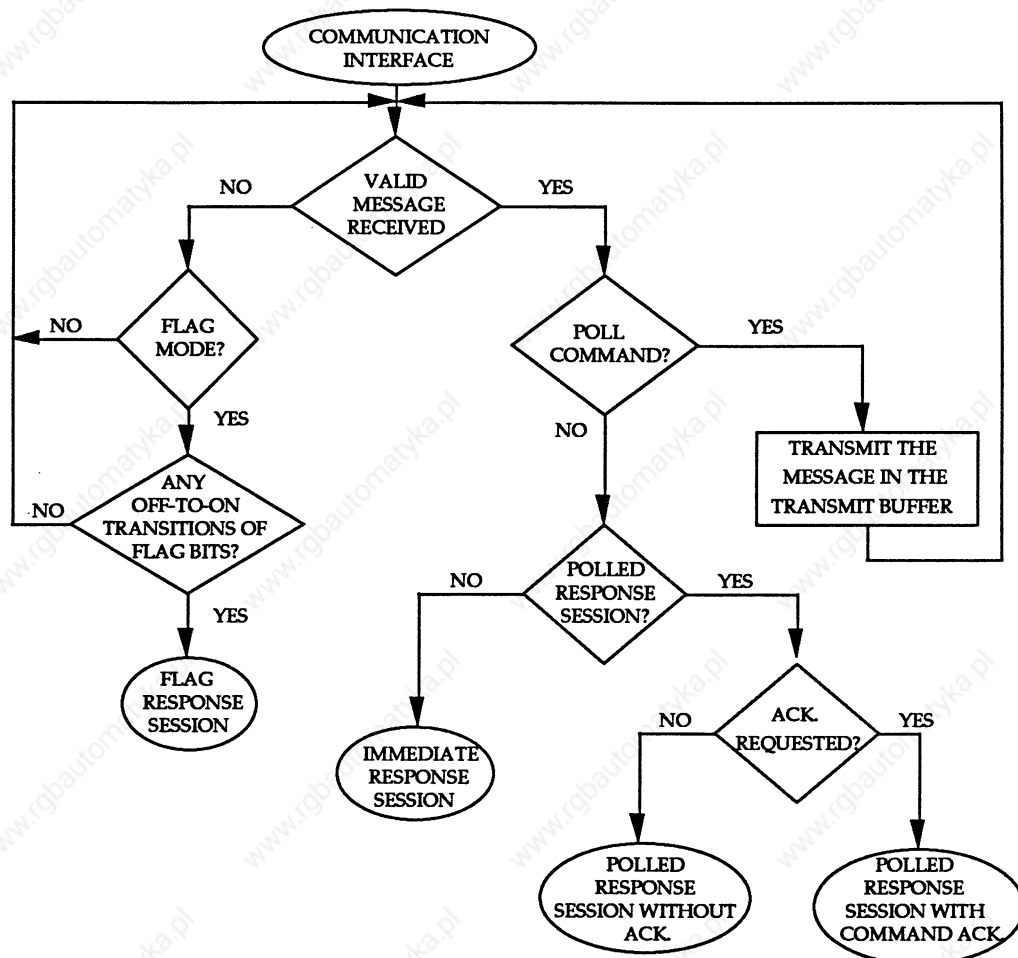 COMMUNICATION
INTERFACE
NO
VALID
MESSAGE
RECEIVED
YES
NO
FLAG
MODE?
YES
POLL
COMMAND?
YES
NO
NO
ANY
OFF-TO-ON
TRANSITIONS OF
FLAG BITS?
YES
TRANSMIT THE
MESSAGE IN THE
TRANSMIT BUFFER
FLAG
RESPONSE
SESSION
NO
POLLED
RESPONSE
SESSION?
YES
IMMEDIATE
RESPONSE
SESSION
NO
ACK.
REQUESTED?
YES
POLLED
RESPONSE
SESSION WITHOUT
ACK.
POLLED
RESPONSE
SESSION WITH
COMMAND ACK.
www.rgbautomatyka.pl